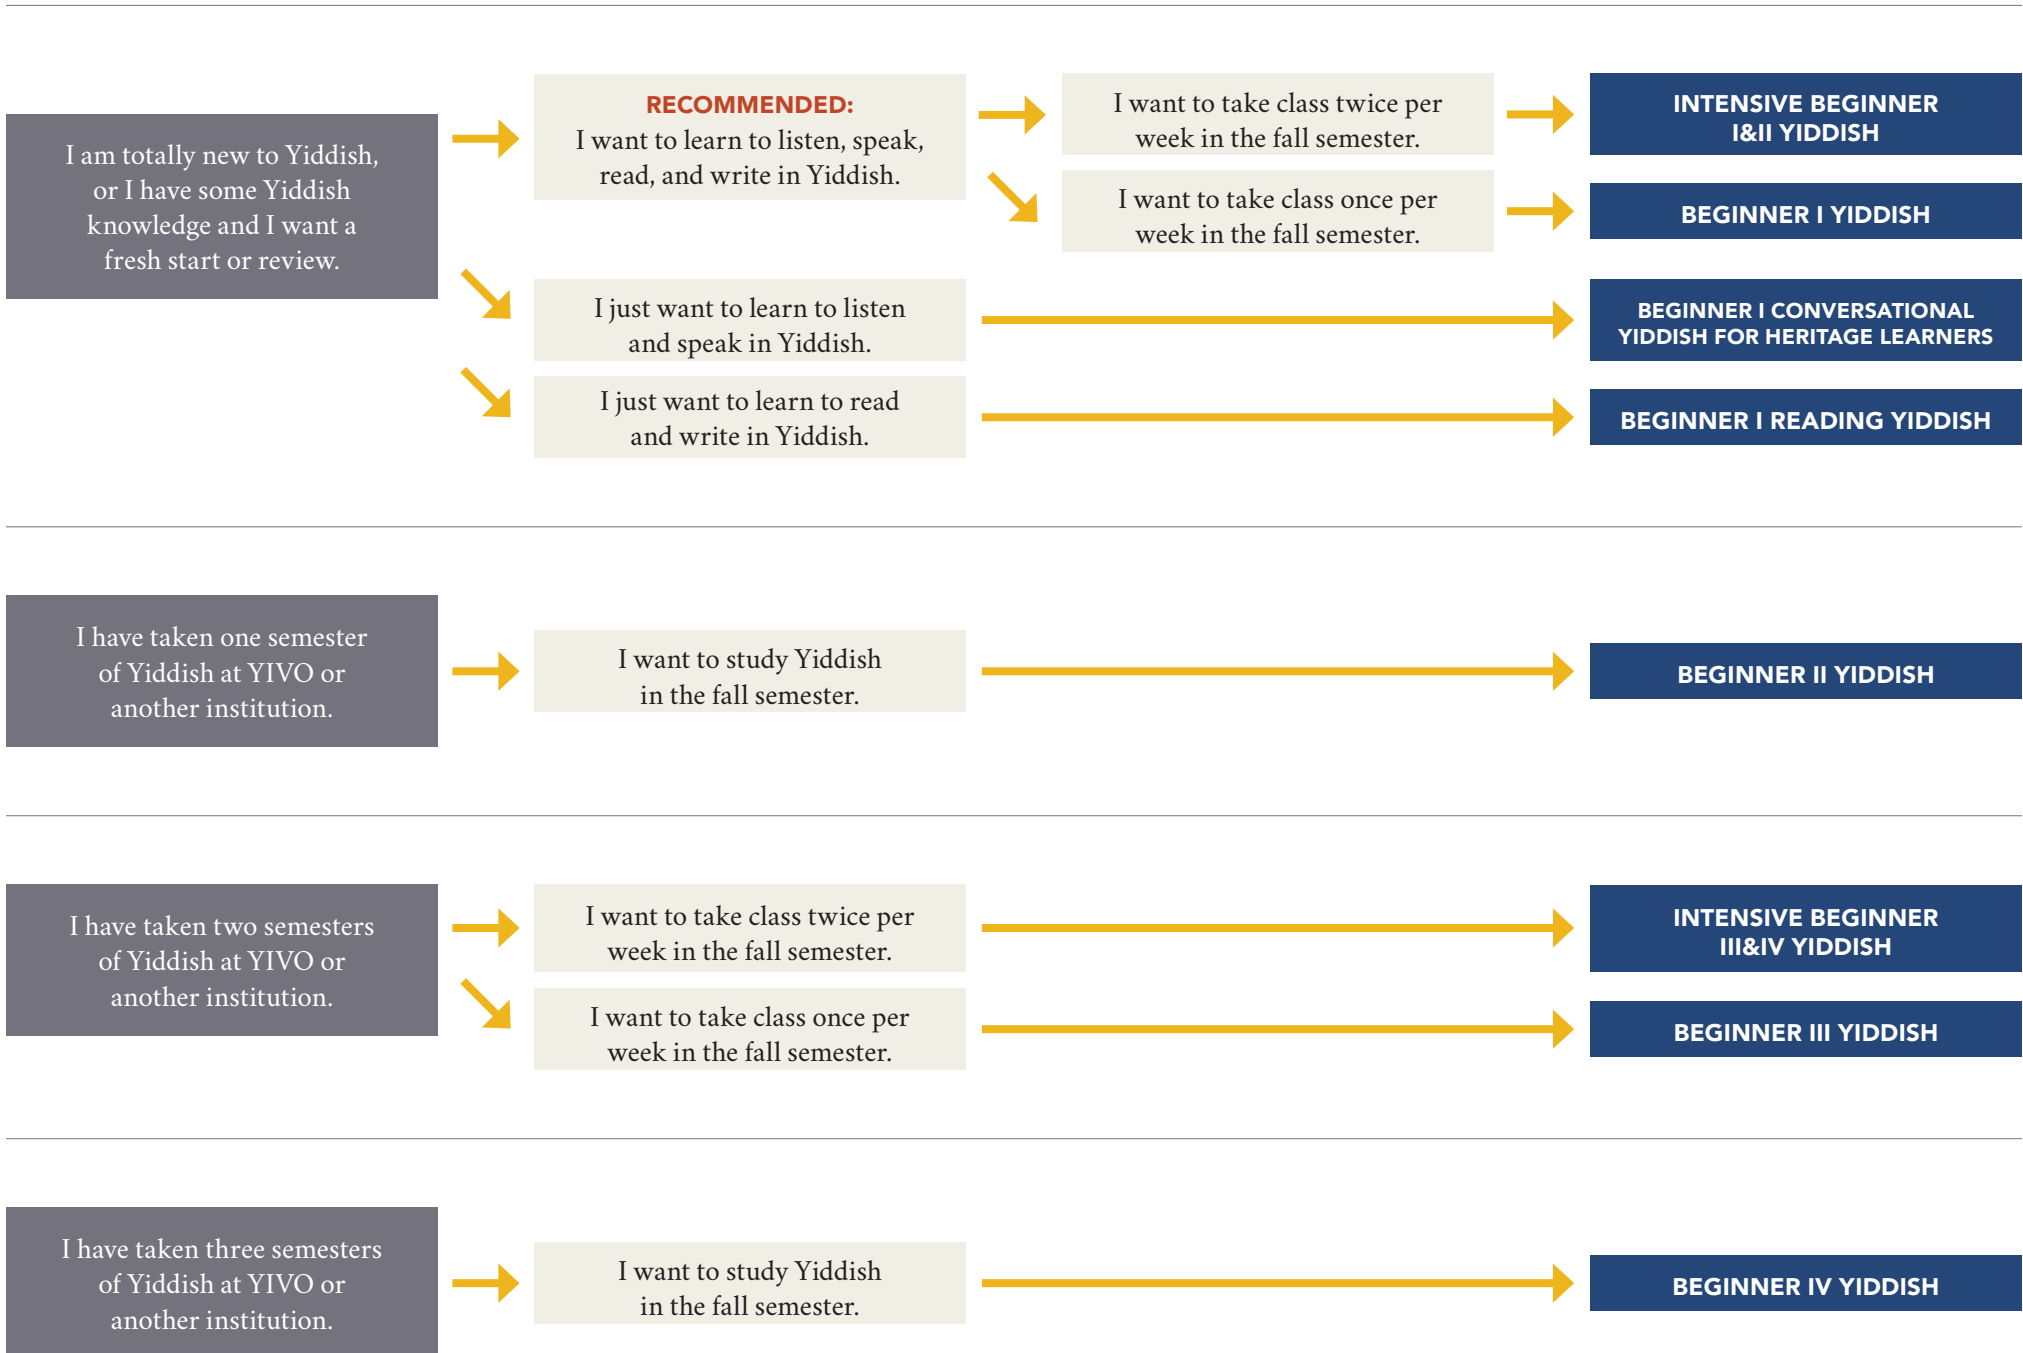 I am totally new to Yiddish,
or I have some Yiddish
knowledge and I want a
fresh start or review.
RECOMMENDED:
I want to learn to listen, speak,
read, and write in Yiddish.
I want to take class twice per
week in the fall semester.
INTENSIVE BEGINNER
I&II YIDDISH
I want to take class once per
week in the fall semester.
BEGINNER I YIDDISH
I just want to learn to listen
and speak in Yiddish.
BEGINNER I CONVERSATIONAL
YIDDISH FOR HERITAGE LEARNERS
I just want to learn to read
and write in Yiddish.
BEGINNER I READING YIDDISH
I have taken one semester
of Yiddish at YIVO or
another institution.
I want to study Yiddish
in the fall semester.
BEGINNER II YIDDISH
I have taken two semesters
of Yiddish at YIVO or
another institution.
I want to take class twice per
week in the fall semester.
INTENSIVE BEGINNER
III&IV YIDDISH
I want to take class once per
week in the fall semester.
BEGINNER III YIDDISH
I have taken three semesters
of Yiddish at YIVO or
another institution.
I want to study Yiddish
in the fall semester.
BEGINNER IV YIDDISH